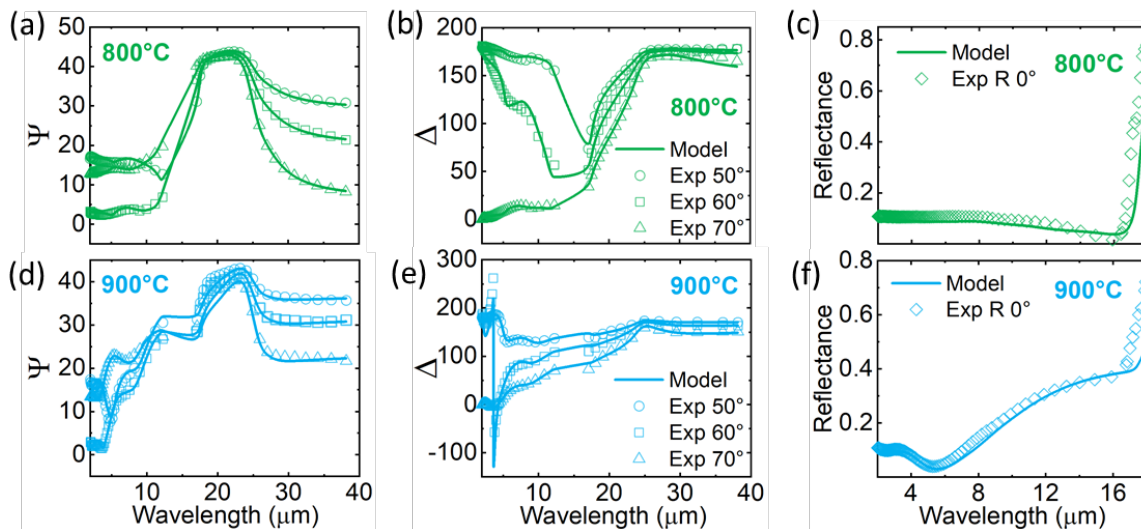 (a)
50
40
30
20
10
0
Ψ
800°C
(b)
200
150
100
50
0
Δ
800°C
Model
Exp 50°
Exp 60°
Exp 70°
(c)
0.8
0.6
0.4
0.2
Reflectance
Model
Exp R 0°
800°C
(d)
40
30
20
10
0
Ψ
900°C
10 20 30 40
Wavelength (μm)
(e)
300
200
100
0
-100
Δ
900°C
Model
Exp 50°
Exp 60°
Exp 70°
10 20 30 40
Wavelength (μm)
(f)
0.8
0.6
0.4
0.2
Reflectance
Model
Exp R 0°
900°C
4 8 12 16
Wavelength (μm)